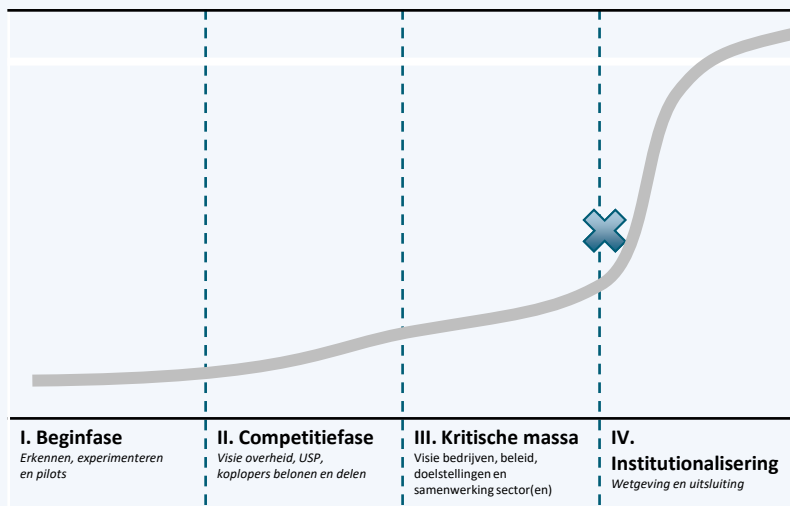 I. Beginfase
Erkennen, experimenteren
en pilots
II. Competitiefase
Visie overheid, USP,
koplopers belonen en delen
III. Kritische massa
Visie bedrijven, beleid,
doelstellingen en
samenwerking sector(en)
IV.
Institutionalisering
Wetgeving en uitsluiting